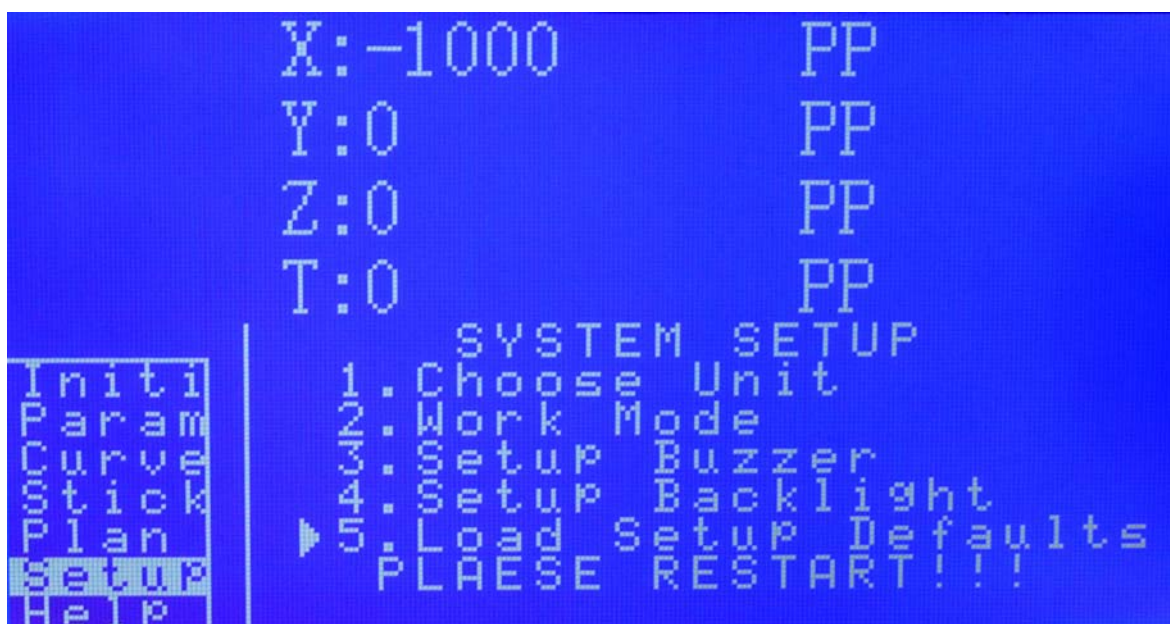 X:-1000 PP
Y:0 PP
Z:0 PP
T:0 PP
SYSTEM SETUP
1.Choose Unit
2.Work Mode
3.Setup Buzzer
4.Setup Backlight
5.Load Setup Defaults
PLAESE RESTART!!!
Initi
Param
Curve
Stick
Plan
Setup
Help